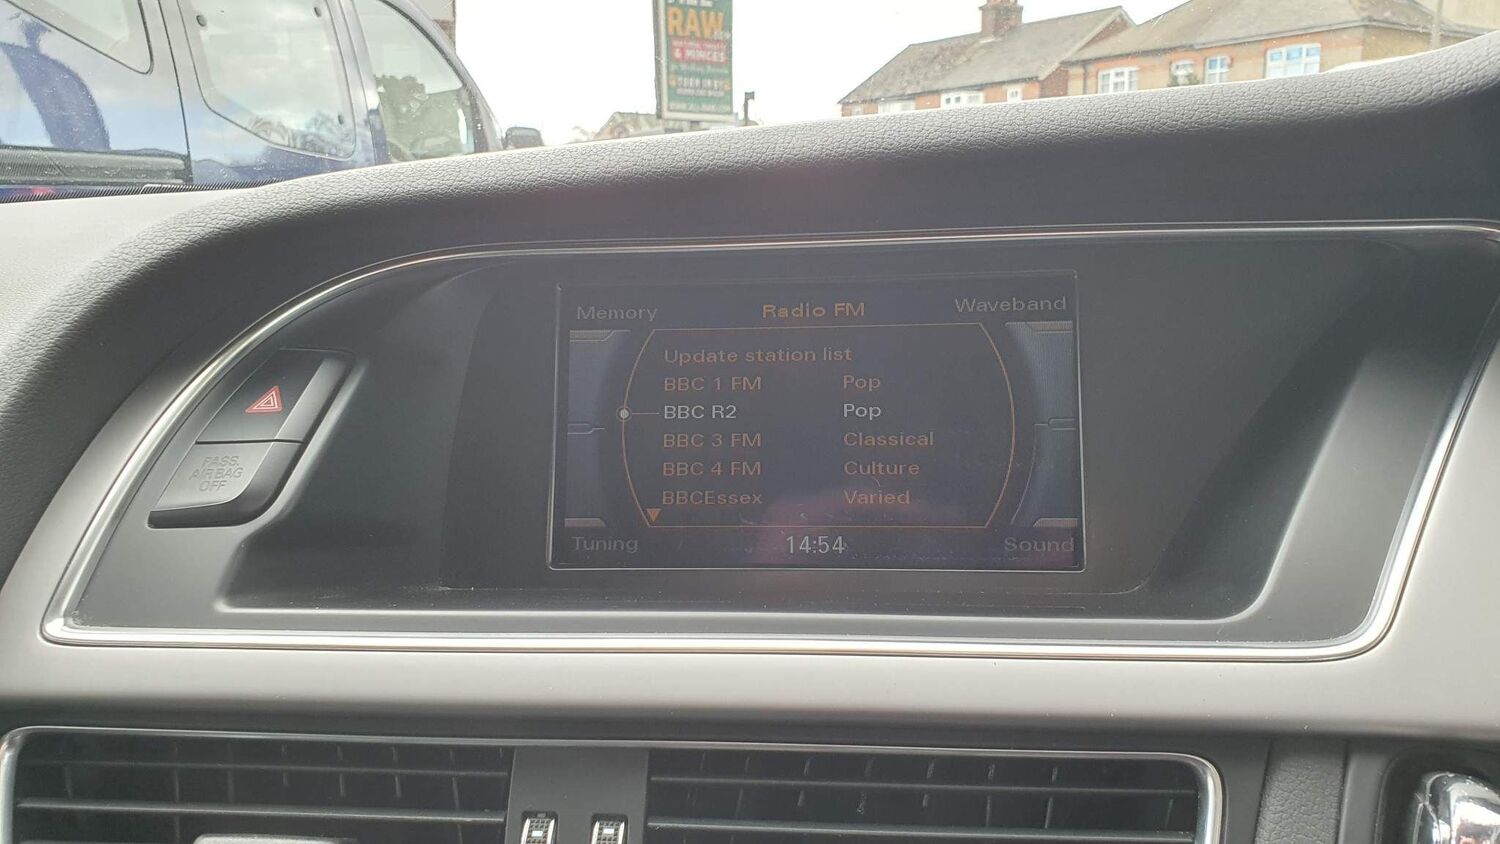 RAW
& MINCES
Memory Radio FM Waveband
Update station list
BBC 1 FM Pop
BBC R2 Pop
BBC 3 FM Classical
BBC 4 FM Culture
BBCEssex Varied
Tuning 14:54 Sound
PASS.
AIRBAG
OFF